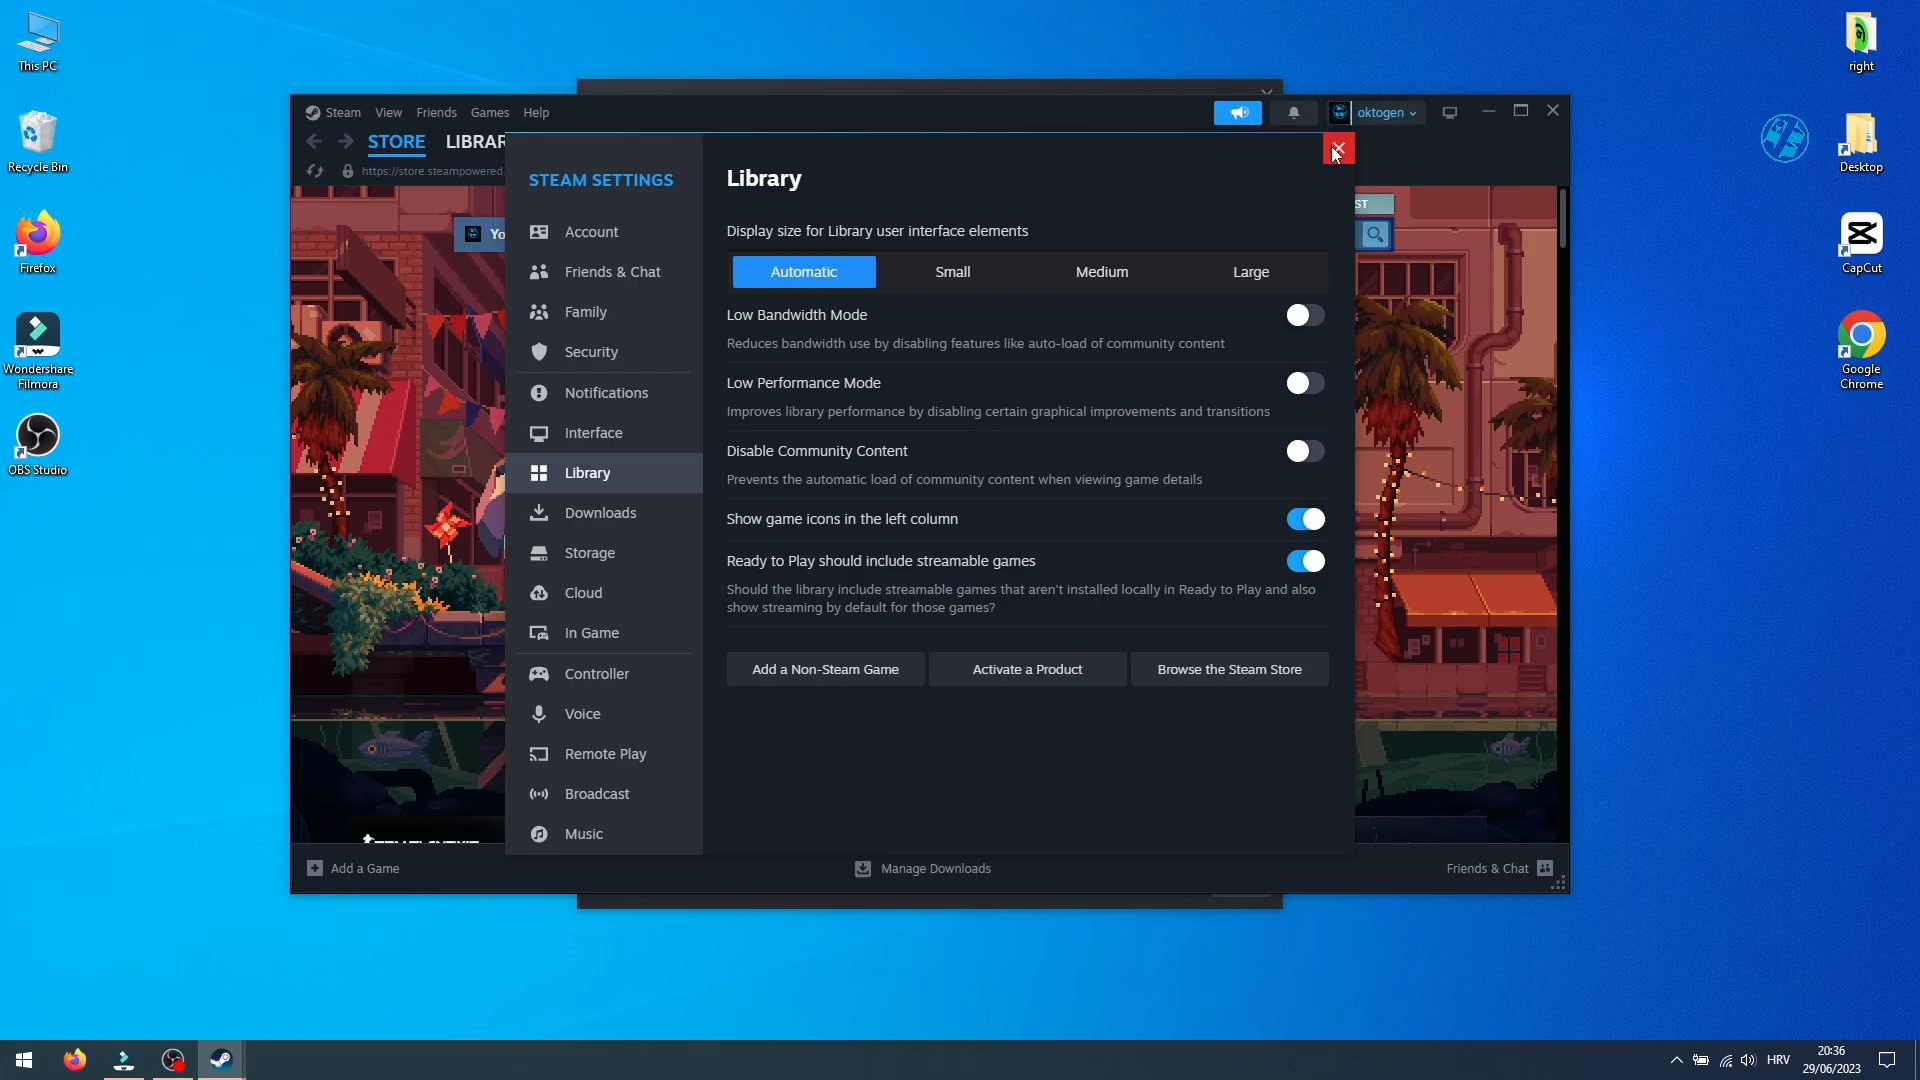 This PC
Recycle Bin
Firefox
Wondershare
Filmora
OBS Studio
right
Desktop
CapCut
Google
Chrome
Steam View Friends Games Help
oktogen
STORE LIBRAR
https://store.steampowered.
Yo
ST
STEAM SETTINGS
Account
Friends & Chat
Family
Security
Notifications
Interface
Library
Downloads
Storage
Cloud
In Game
Controller
Voice
Remote Play
Broadcast
Music
Library
Display size for Library user interface elements
Automatic Small Medium Large
Low Bandwidth Mode
Reduces bandwidth use by disabling features like auto-load of community content
Low Performance Mode
Improves library performance by disabling certain graphical improvements and transitions
Disable Community Content
Prevents the automatic load of community content when viewing game details
Show game icons in the left column
Ready to Play should include streamable games
Should the library include streamable games that aren't installed locally in Ready to Play and also
show streaming by default for those games?
Add a Non-Steam Game Activate a Product Browse the Steam Store
Add a Game
Manage Downloads
Friends & Chat
HRV
20:36
29/06/2023